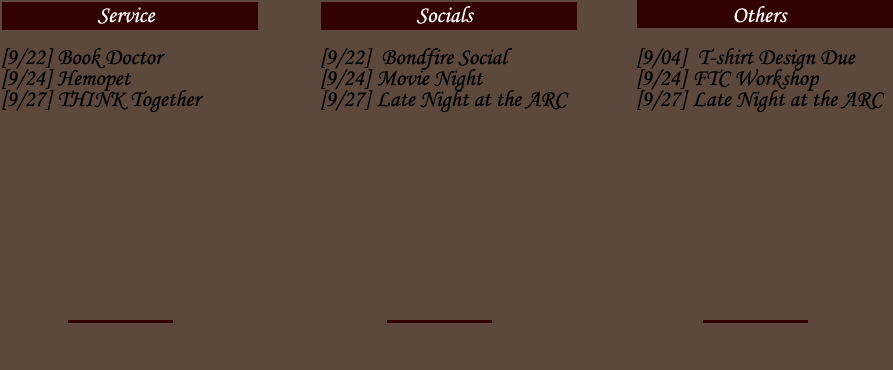 Service
[9/22] Book Doctor
[9/24] Hemopet
[9/27] THINK Together
Socials
[9/22] Bondfire Social
[9/24] Movie Night
[9/27] Late Night at the ARC
Others
[9/04] T-shirt Design Due
[9/24] FTC Workshop
[9/27] Late Night at the ARC